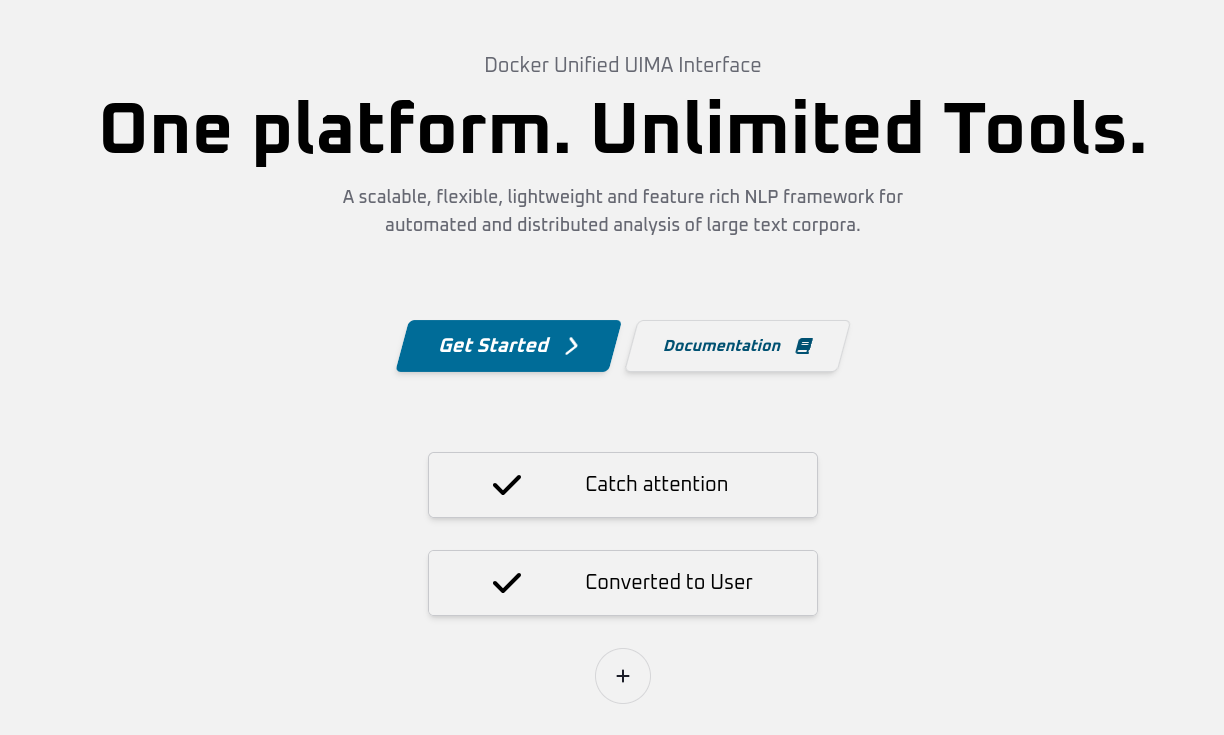 Docker Unified UIMA Interface
One platform. Unlimited Tools.
A scalable, flexible, lightweight and feature rich NLP framework for
automated and distributed analysis of large text corpora.
Get Started
Documentation
Catch attention
Converted to User
+